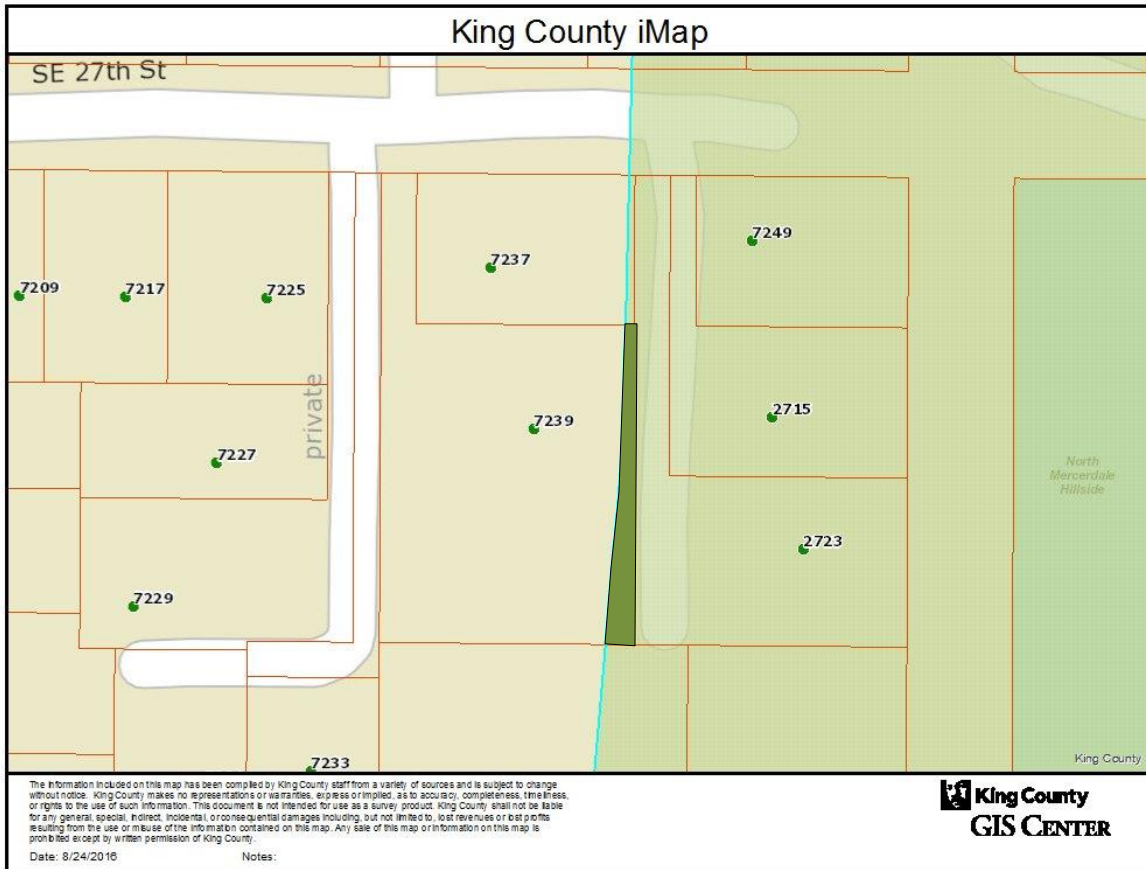 King County iMap
SE 27th St
7249
7237
7209
7217
7225
private
2715
7239
7227
North
Mercerdale
Hillside
2723
7229
7233
King County
The information included on this map has been compiled by King County staff from a variety of sources and is subject to change
without notice. King County makes no representations or warranties, express or implied, as to accuracy, completeness, timeliness,
or rights to the use of such information. This document is not intended for use as a survey product. King County shall not be liable
for any general, special, indirect, incidental, or consequential damages including, but not limited to, lost revenues or lost profits
resulting from the use or misuse of the information contained on this map. Any sale of this map or information on this map is
prohibited except by written permission of King County.
Date: 8/24/2016 Notes:
King County
GIS CENTER